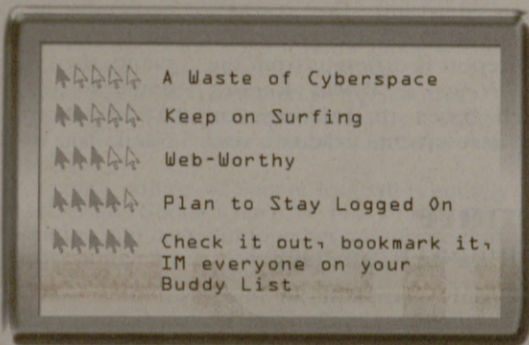 A Waste of Cyberspace
Keep on Surfing
Web-Worthy
Plan to Stay Logged On
Check it out, bookmark it,
IM everyone on your
Buddy List